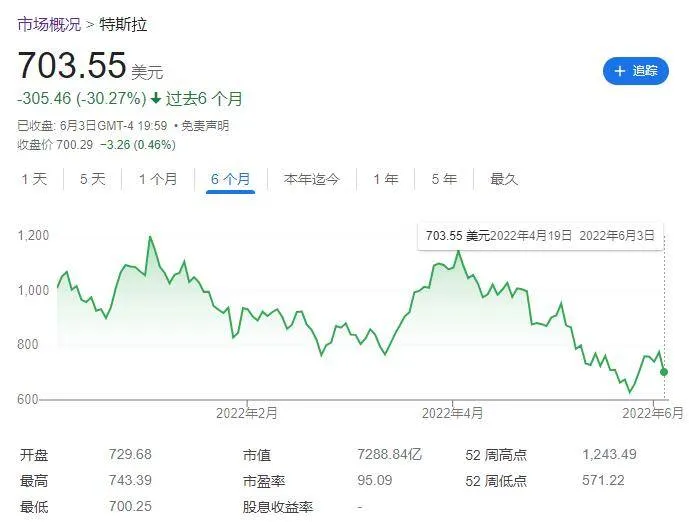 市场概况 > 特斯拉
703.55 美元
+ 追踪
-305.46 (-30.27%) ↓ 过去6 个月
已收盘: 6月3日GMT-4 19:59 • 免责声明
收盘价 700.29 −3.26 (0.46%)
1 天 5 天 1 个月 6 个月 本年迄今 1 年 5 年 最久
703.55 美元2022年4月19日 2022年6月3日
1,200
1,000
800
600
2022年2月 2022年4月 2022年6月
开盘 729.68 市值 7288.84亿 52 周高点 1,243.49
最高 743.39 市盈率 95.09 52 周低点 571.22
最低 700.25 股息收益率 -